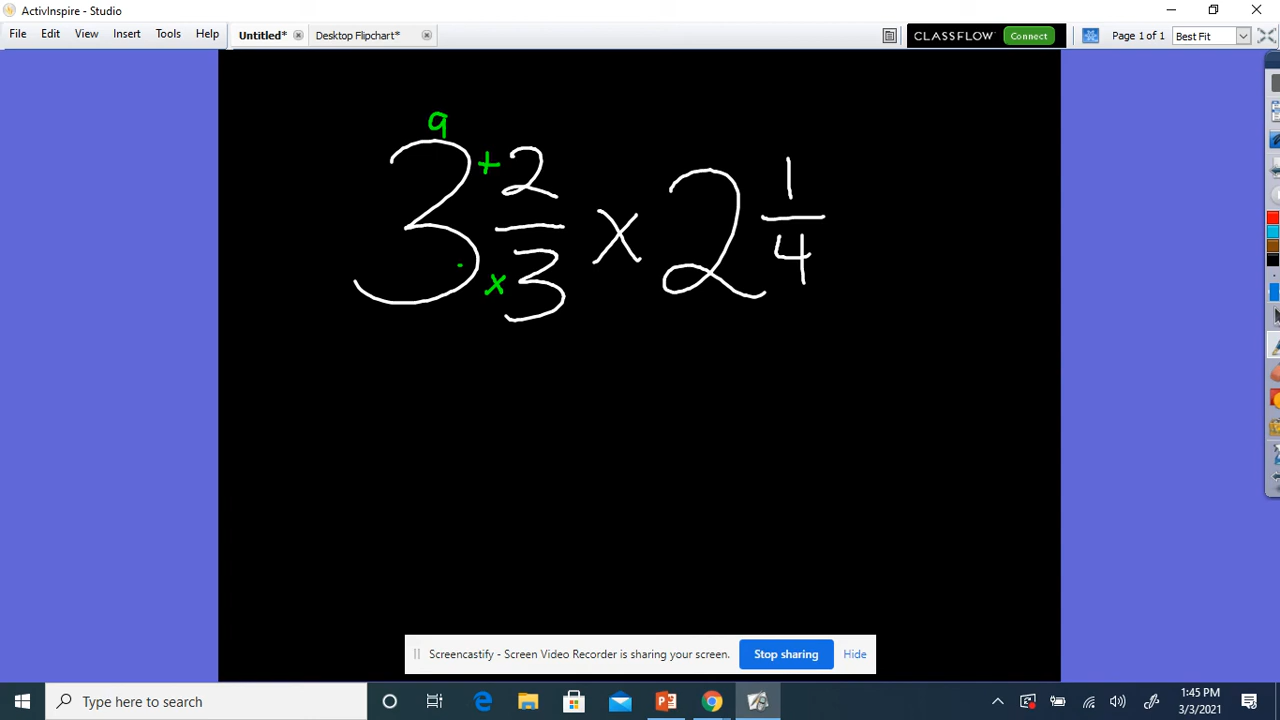 ActivInspire - Studio
File Edit View Insert Tools Help Untitled* Desktop Flipchart* CLASSFLOW Connect Page 1 of 1 Best Fit
9
3 + 2/3 x 2 1/4
x
Screencastify - Screen Video Recorder is sharing your screen. Stop sharing Hide
Type here to search
1:45 PM
3/3/2021